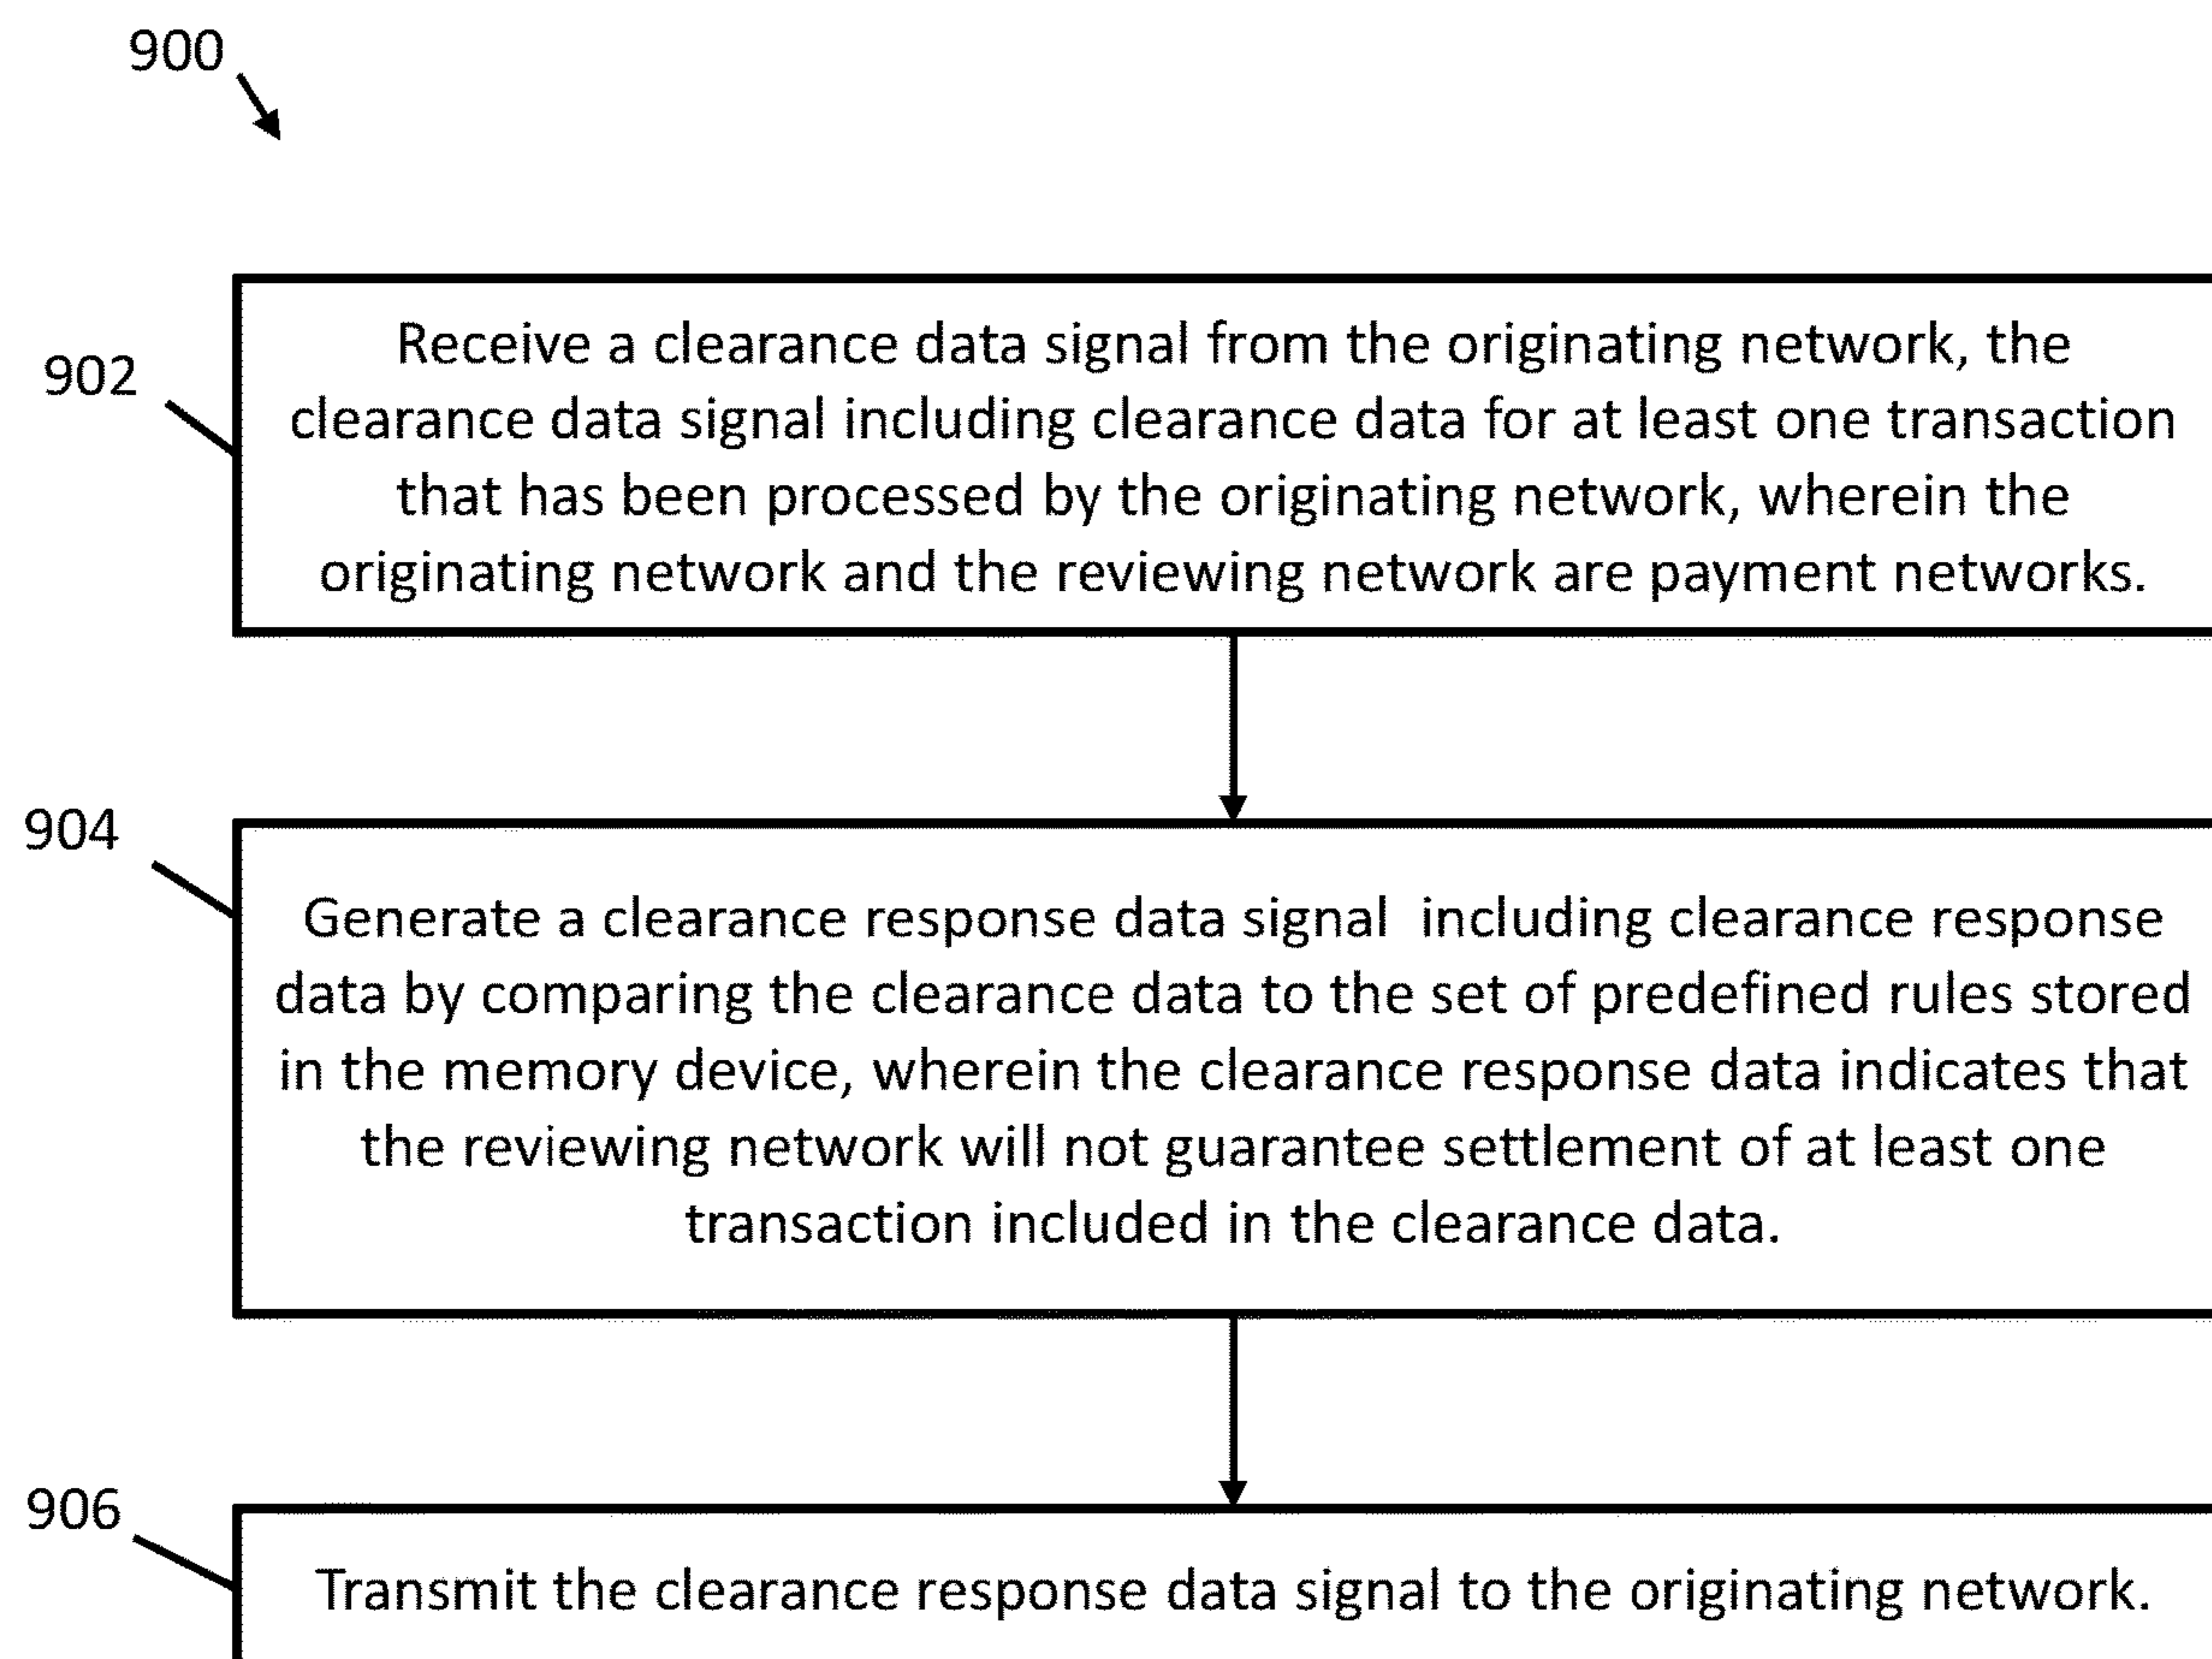 900
902
Receive a clearance data signal from the originating network, the
clearance data signal including clearance data for at least one transaction
that has been processed by the originating network, wherein the
originating network and the reviewing network are payment networks.
904
Generate a clearance response data signal  including clearance response
data by comparing the clearance data to the set of predefined rules stored
in the memory device, wherein the clearance response data indicates that
the reviewing network will not guarantee settlement of at least one
transaction included in the clearance data.
906
Transmit the clearance response data signal to the originating network.